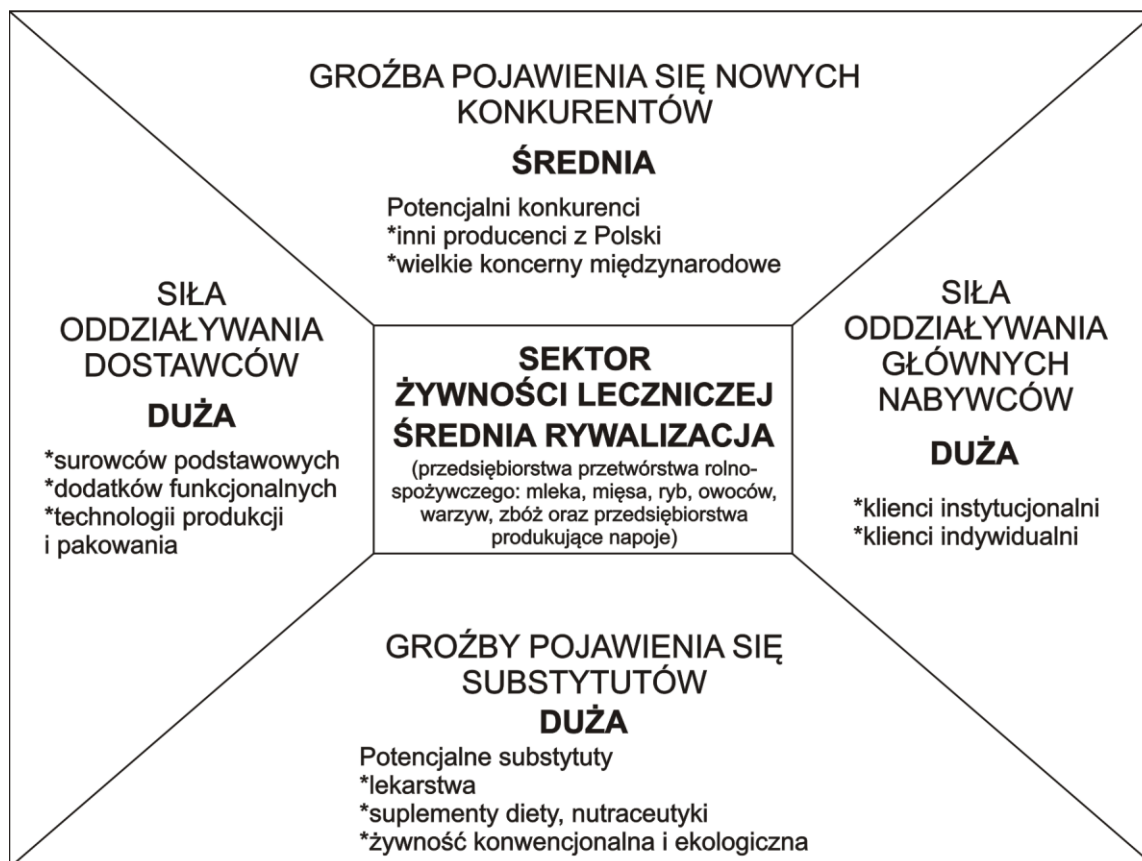 GROŹBA POJAWIENIA SIĘ NOWYCH
KONKURENTÓW
ŚREDNIA
Potencjalni konkurenci
*inni producenci z Polski
*wielkie koncerny międzynarodowe
SIŁA
ODDZIAŁYWANIA
DOSTAWCÓW
DUŻA
*surowców podstawowych
*dodatków funkcjonalnych
*technologii produkcji
i pakowania
SEKTOR
ŻYWNOŚCI LECZNICZEJ
ŚREDNIA RYWALIZACJA
(przedsiębiorstwa przetwórstwa rolno-
spożywczego: mleka, mięsa, ryb, owoców,
warzyw, zbóż oraz przedsiębiorstwa
produkujące napoje)
SIŁA
ODDZIAŁYWANIA
GŁÓWNYCH
NABYWCÓW
DUŻA
*klienci instytucjonalni
*klienci indywidualni
GROŹBY POJAWIENIA SIĘ
SUBSTYTUTÓW
DUŻA
Potencjalne substytuty
*lekarstwa
*suplementy diety, nutraceutyki
*żywność konwencjonalna i ekologiczna